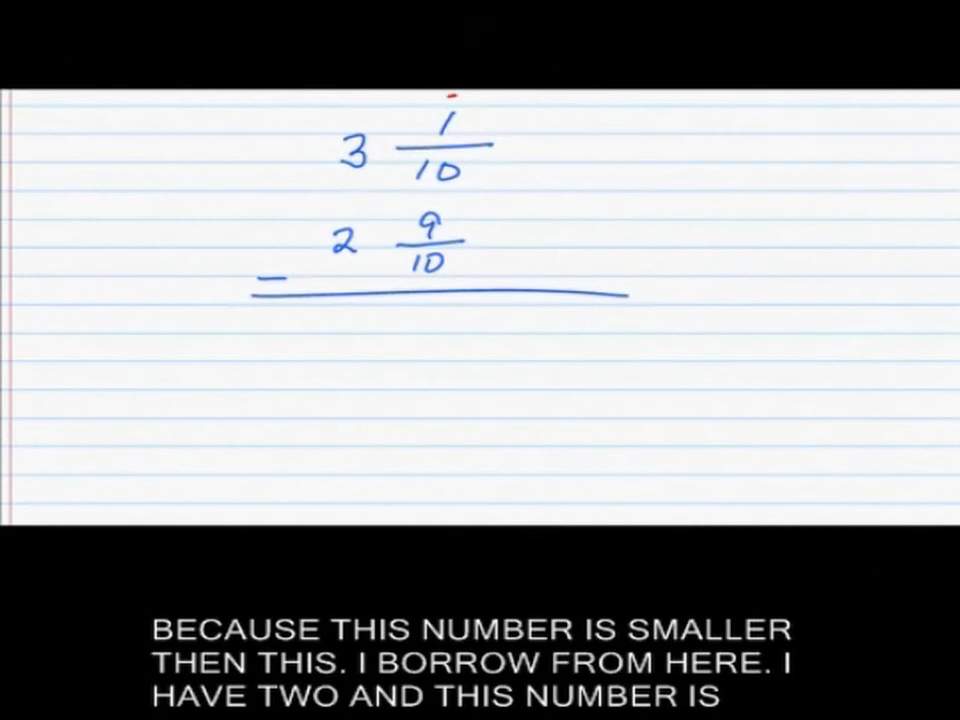 3 1/10
2 9/10
−
BECAUSE THIS NUMBER IS SMALLER
THEN THIS. I BORROW FROM HERE. I
HAVE TWO AND THIS NUMBER IS